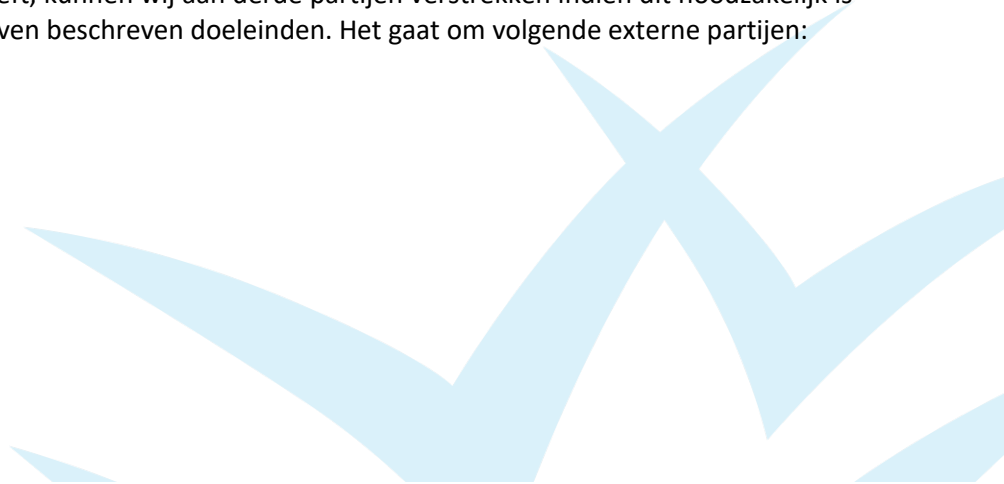 kunnen wij aan derde partijen verstrekken indien dit noodzakelijk is
ven beschreven doeleinden. Het gaat om volgende externe partijen: